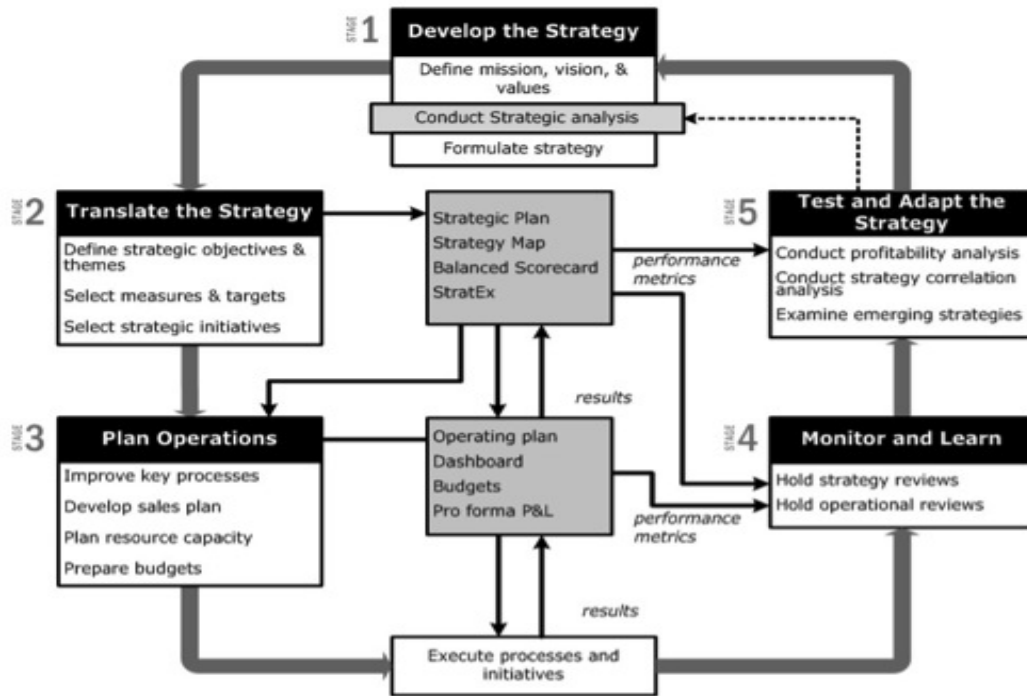 STAGE 1
Develop the Strategy
Define mission, vision, &
values
Conduct Strategic analysis
Formulate strategy
STAGE 2
Translate the Strategy
Define strategic objectives &
themes
Select measures & targets
Select strategic initiatives
Strategic Plan
Strategy Map
Balanced Scorecard
StratEx
performance
metrics
STAGE 5
Test and Adapt the
Strategy
Conduct profitability analysis
Conduct strategy correlation
analysis
Examine emerging strategies
results
STAGE 3
Plan Operations
Improve key processes
Develop sales plan
Plan resource capacity
Prepare budgets
Operating plan
Dashboard
Budgets
Pro forma P&L
performance
metrics
STAGE 4
Monitor and Learn
Hold strategy reviews
Hold operational reviews
results
Execute processes and
initiatives